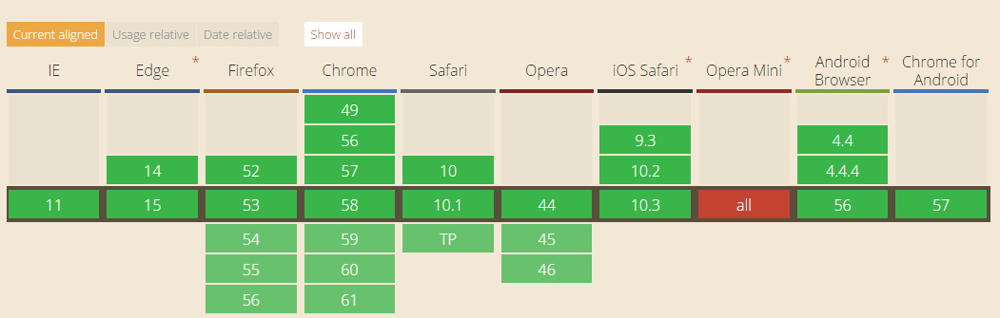 Current aligned Usage relative Date relative Show all
IE Edge * Firefox Chrome Safari Opera iOS Safari * Opera Mini * Android Browser * Chrome for Android
49
56 9.3 4.4
14 52 57 10 10.2 4.4.4
11 15 53 58 10.1 44 10.3 all 56 57
54 59 TP 45
55 60 46
56 61